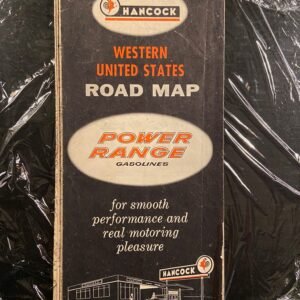 HANCOCK
WESTERN
UNITED STATES
ROAD MAP
POWER
RANGE
GASOLINES
for smooth
performance and
real motoring
pleasure
HANCOCK